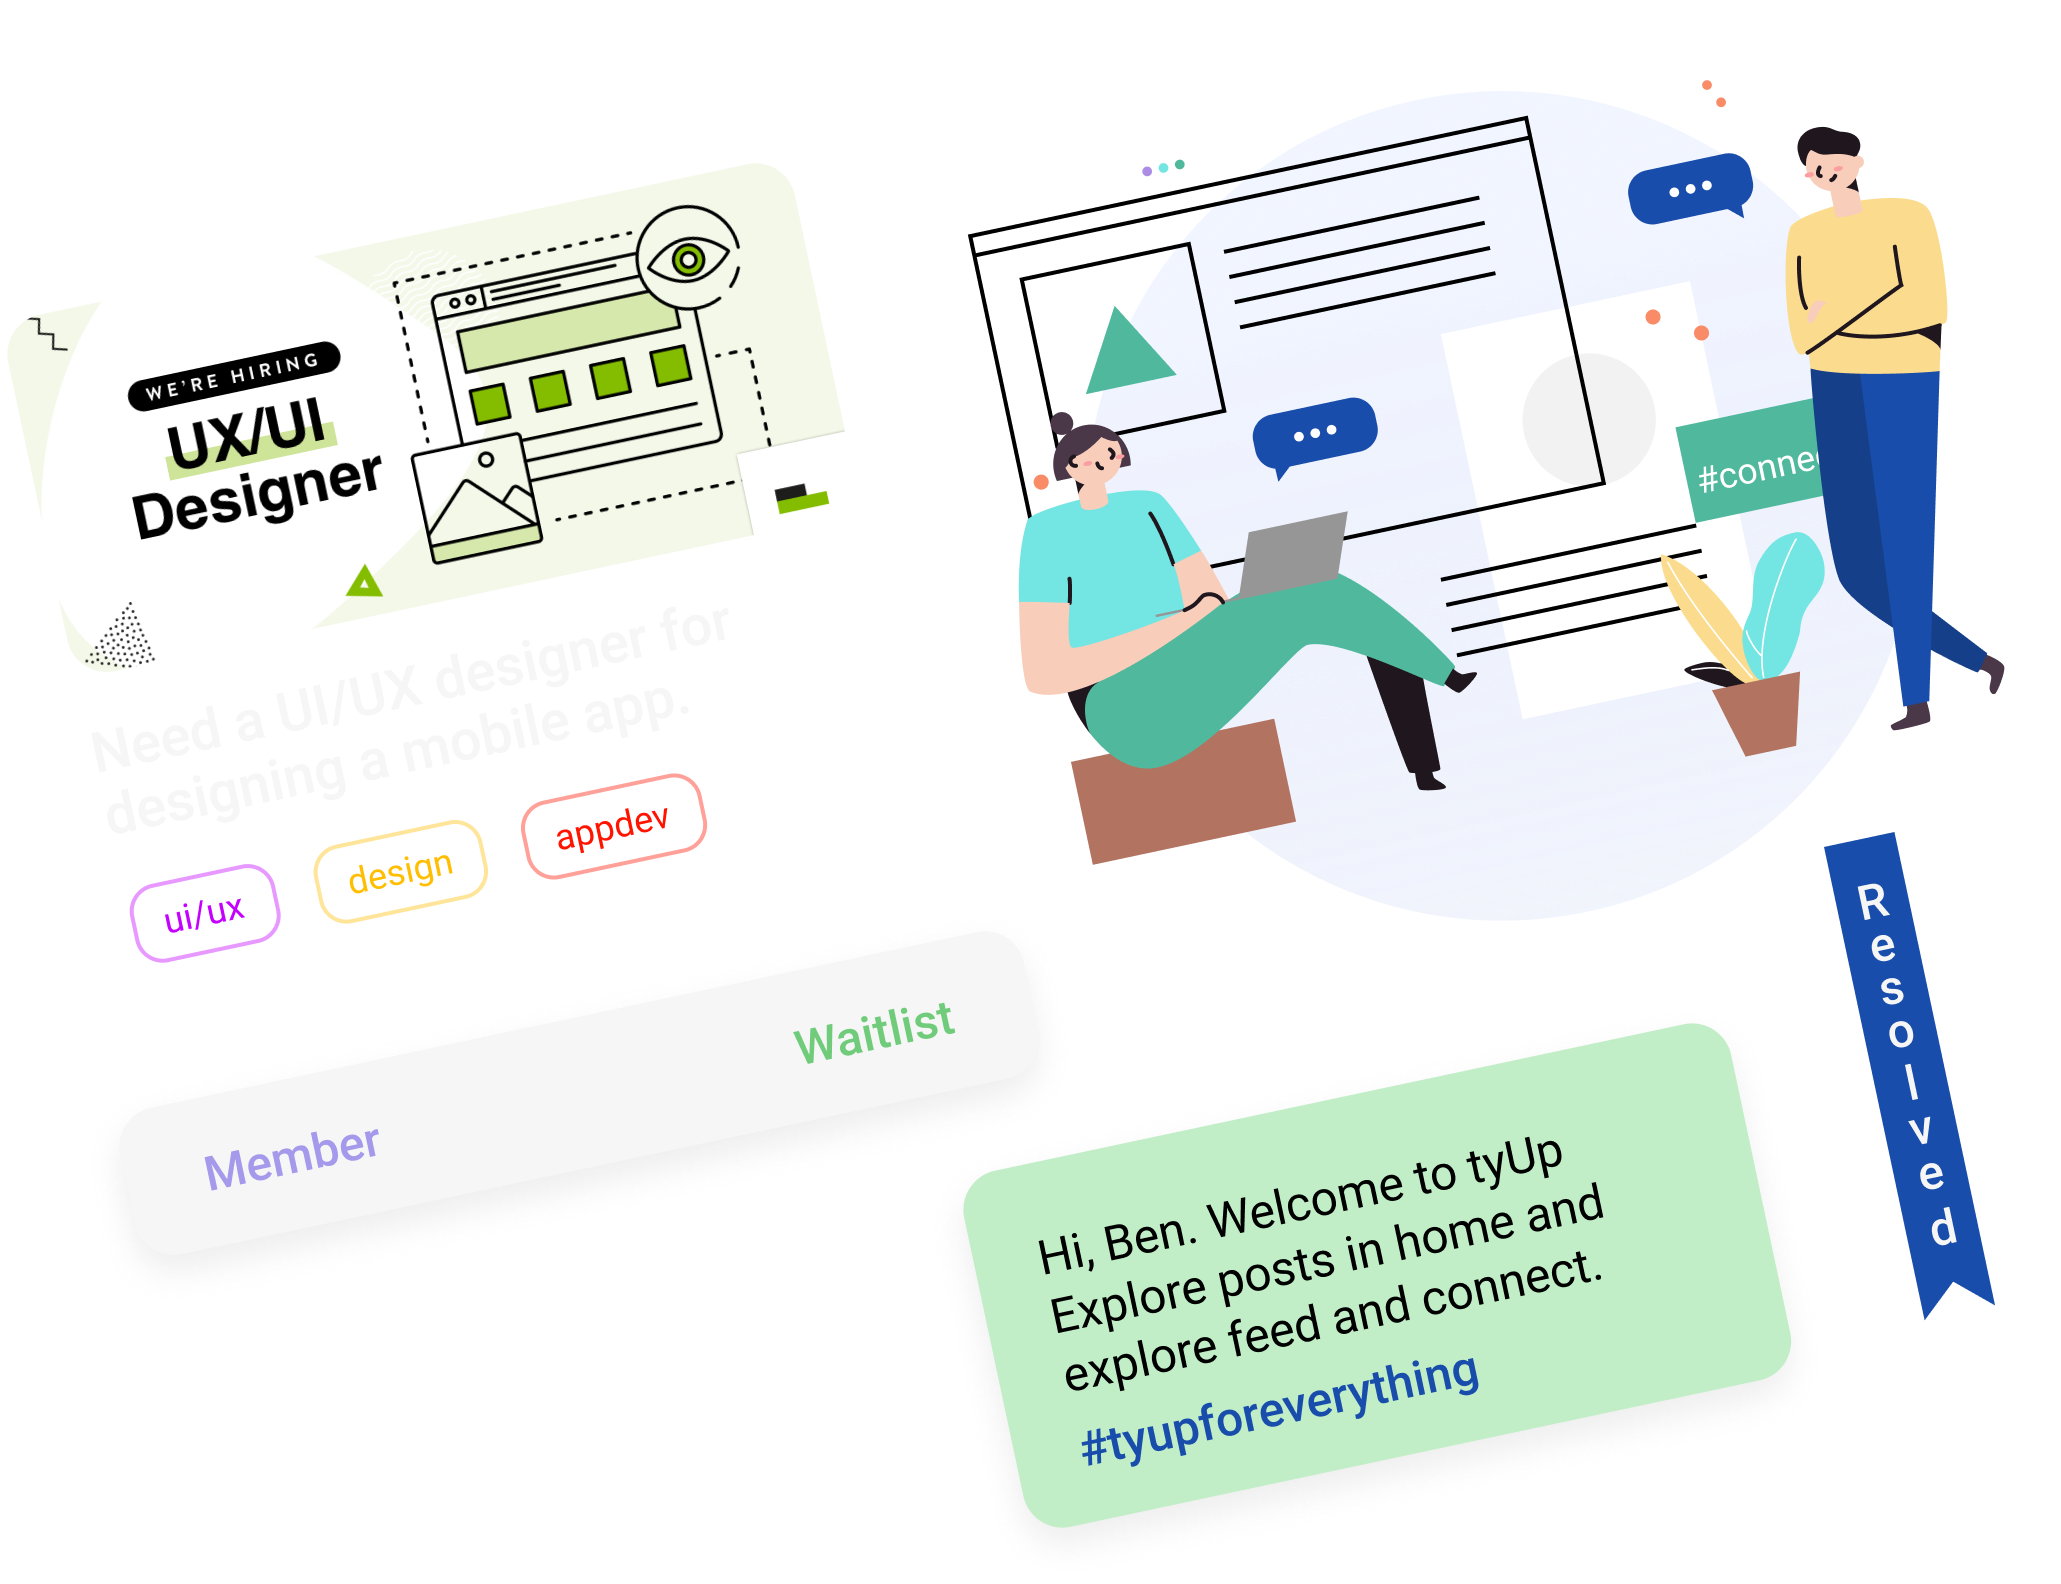 WE'RE HIRING
UX/UI
Designer
Need a UI/UX designer for
designing a mobile app.
ui/ux
design
appdev
Member
Waitlist
#connec
Hi, Ben. Welcome to tyUp
Explore posts in home and
explore feed and connect.
#tyupforeverything
Resolved